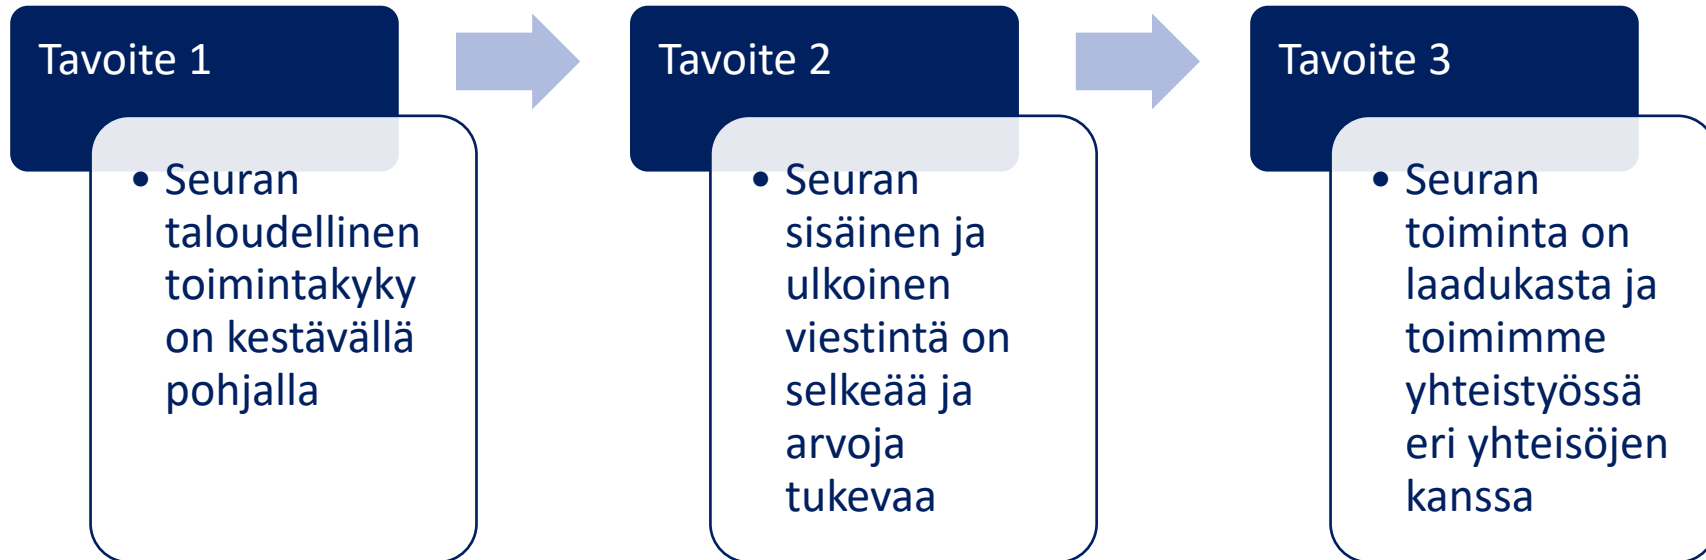 Tavoite 1
• Seuran
taloudellinen
toimintakyky
on kestävällä
pohjalla
Tavoite 2
• Seuran
sisäinen ja
ulkoinen
viestintä on
selkeää ja
arvoja
tukevaa
Tavoite 3
• Seuran
toiminta on
laadukasta ja
toimimme
yhteistyössä
eri yhteisöjen
kanssa